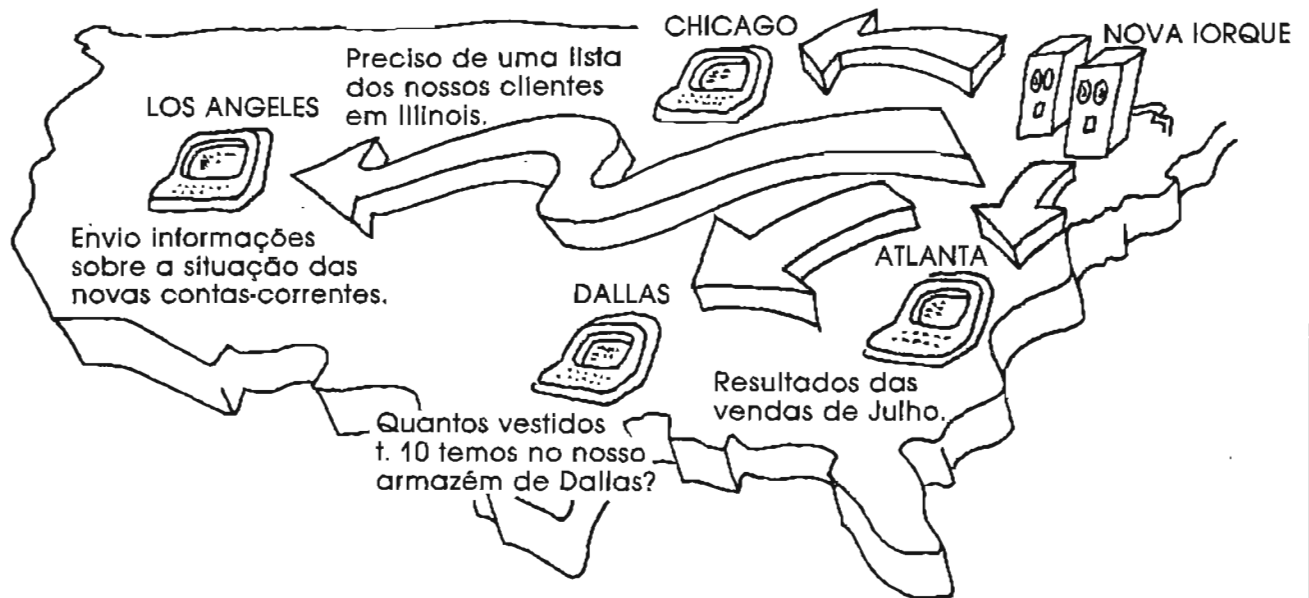 CHICAGO
NOVA IORQUE
Preciso de uma lista
dos nossos clientes
em Illinois.
LOS ANGELES
Envio informações
sobre a situação das
novas contas-correntes.
ATLANTA
DALLAS
Resultados das
vendas de Julho.
Quantos vestidos
t. 10 temos no nosso
armazém de Dallas?